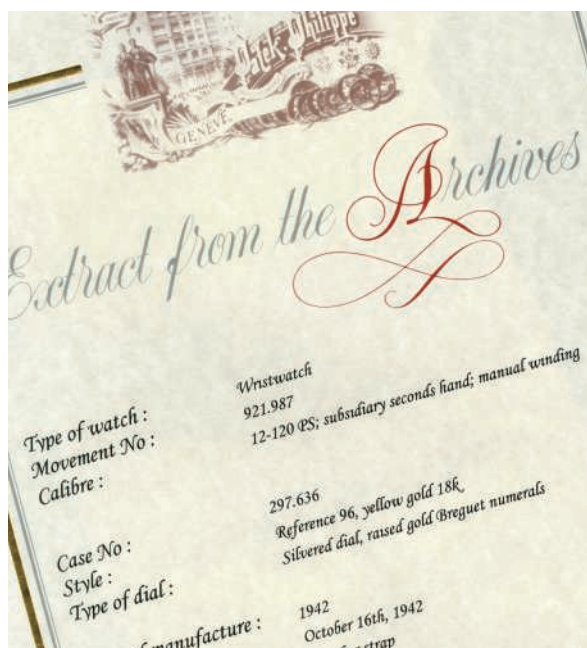 Patek Philippe
GENÈVE
Extract from the Archives
Type of watch : Wristwatch
Movement No : 921.987
Calibre : 12-120 PS; subsidiary seconds hand; manual winding
Case No : 297.636
Style : Reference 96, yellow gold 18k
Type of dial : Silvered dial, raised gold Breguet numerals
manufacture : 1942
October 16th, 1942
strap